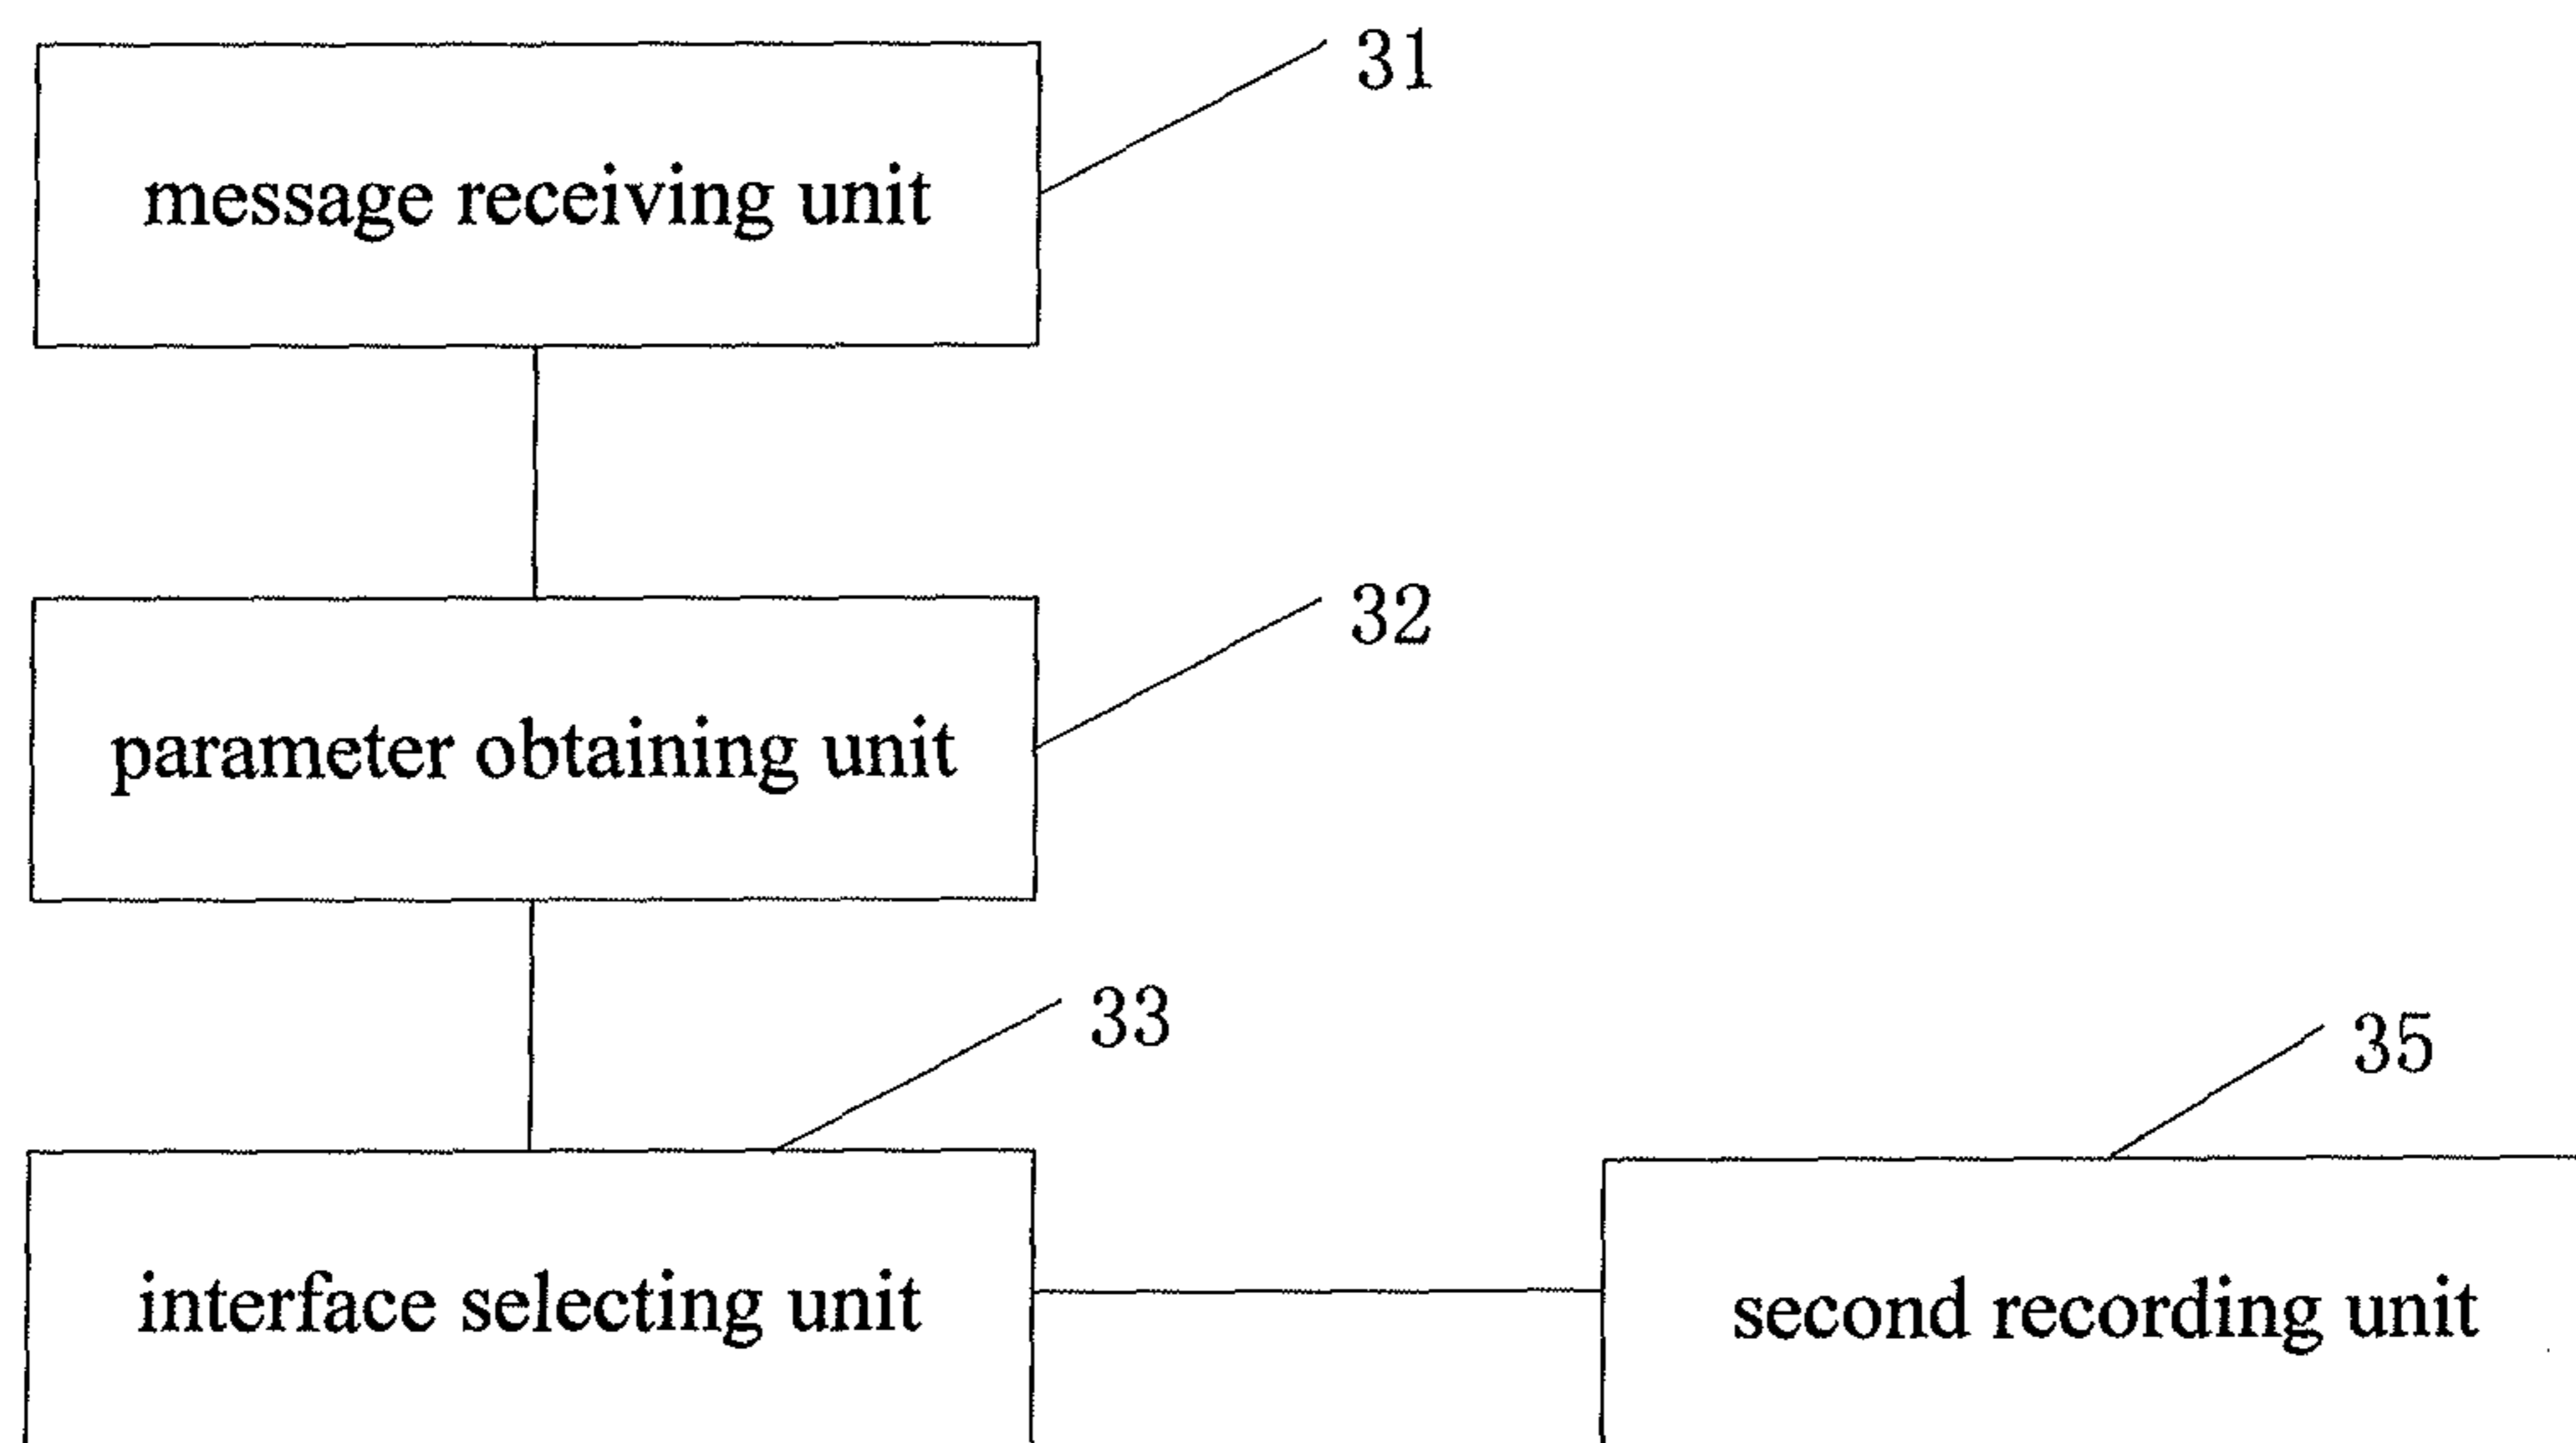 31
message receiving unit
32
parameter obtaining unit
33
35
interface selecting unit
second recording unit